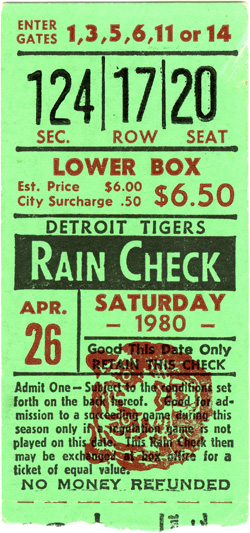 ENTER GATES 1, 3, 5, 6, 11 or 14
124 17 20
SEC. ROW SEAT
LOWER BOX
Est. Price $6.00
City Surcharge .50
$6.50
DETROIT TIGERS
RAIN CHECK
APR. 26
SATURDAY
- 1980 -
Good This Date Only
RETAIN THIS CHECK
Admit One — Subject to the conditions set
forth on the back hereof. Good for ad-
mission to a succeeding game during this
season only if a regulation game is not
played on this date. This Rain Check then
may be exchanged at box office for a
ticket of equal value.
NO MONEY REFUNDED